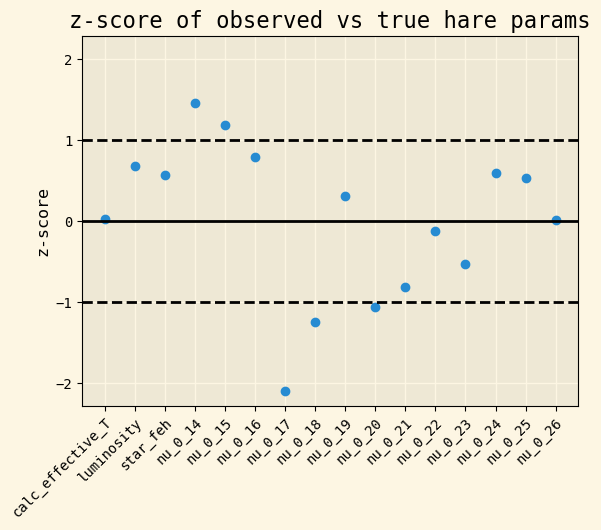 z-score of observed vs true hare params
z-score
2
1
0
−1
−2
calc_effective_T
luminosity
star_feh
nu_0_14
nu_0_15
nu_0_16
nu_0_17
nu_0_18
nu_0_19
nu_0_20
nu_0_21
nu_0_22
nu_0_23
nu_0_24
nu_0_25
nu_0_26